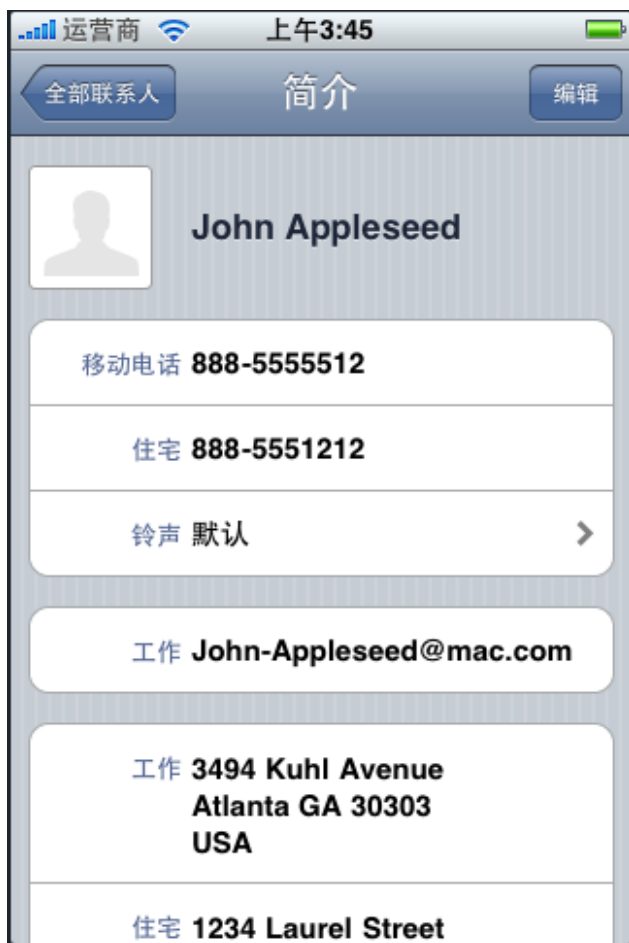 运营商 上午3:45
全部联系人 简介 编辑
John Appleseed
移动电话 888-5555512
住宅 888-5551212
铃声 默认
工作 John-Appleseed@mac.com
工作 3494 Kuhl Avenue
Atlanta GA 30303
USA
住宅 1234 Laurel Street